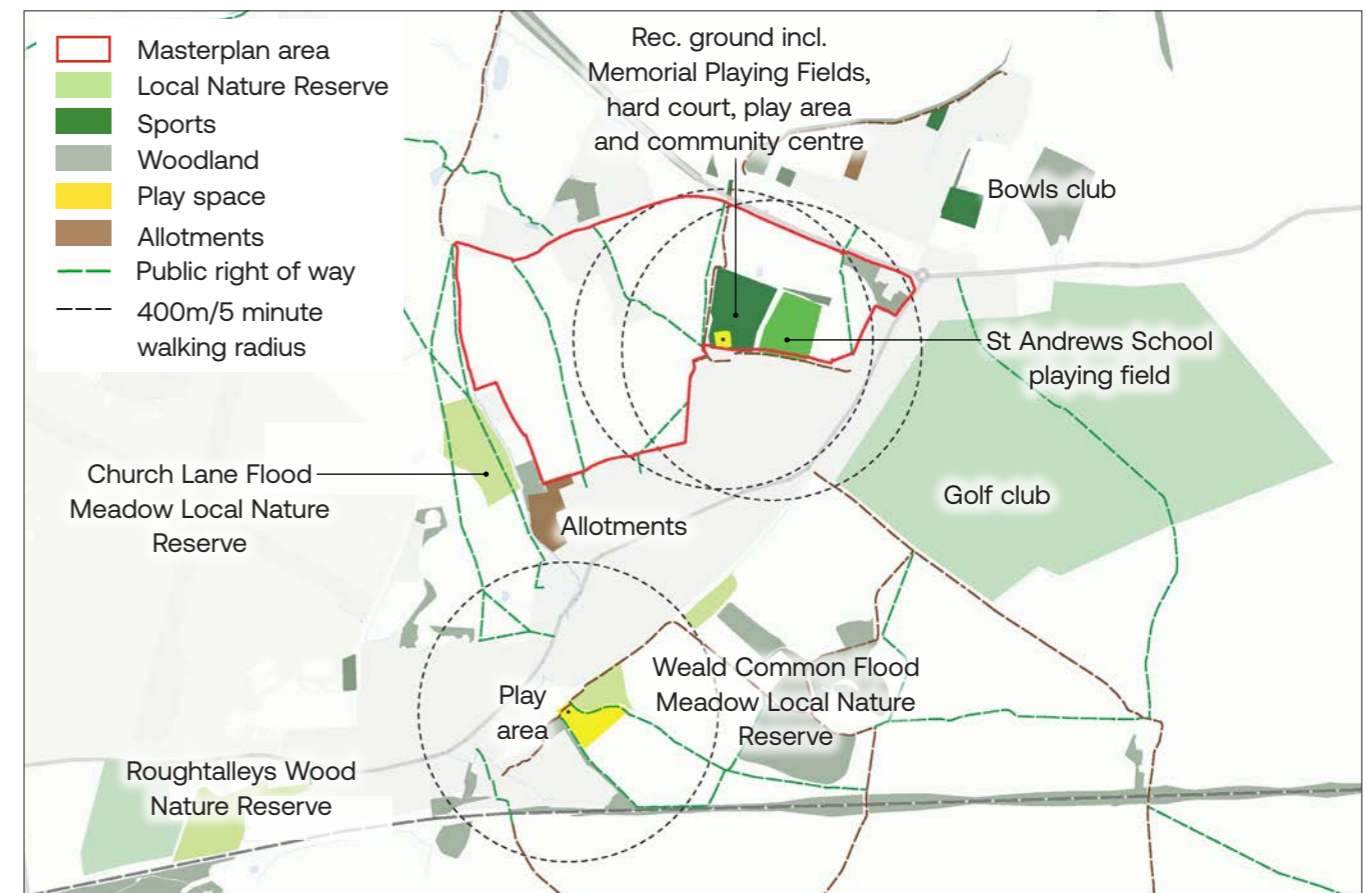 Masterplan area
Local Nature Reserve
Sports
Woodland
Play space
Allotments
Public right of way
400m/5 minute
walking radius
Rec. ground incl.
Memorial Playing Fields,
hard court, play area
and community centre
Bowls club
St Andrews School
playing field
Church Lane Flood
Meadow Local Nature
Reserve
Golf club
Allotments
Weald Common Flood
Meadow Local Nature
Reserve
Play
area
Roughtalleys Wood
Nature Reserve